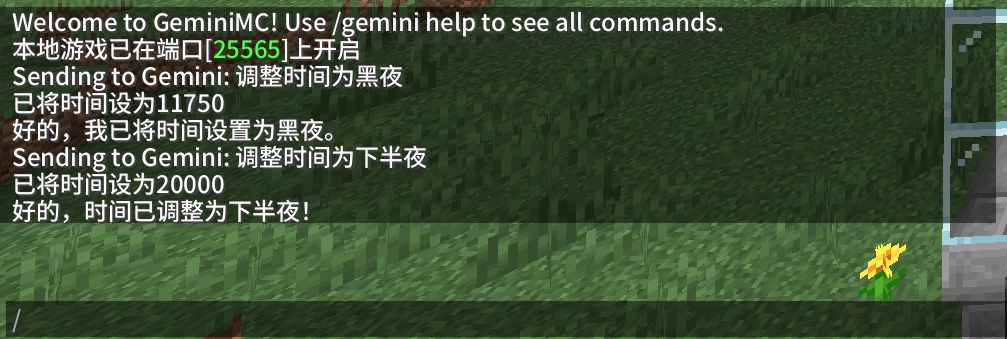 Welcome to GeminiMC! Use /gemini help to see all commands.
本地游戏已在端口[25565]上开启
Sending to Gemini: 调整时间为黑夜
已将时间设为11750
好的，我已将时间设置为黑夜。
Sending to Gemini: 调整时间为下半夜
已将时间设为20000
好的，时间已调整为下半夜！
/